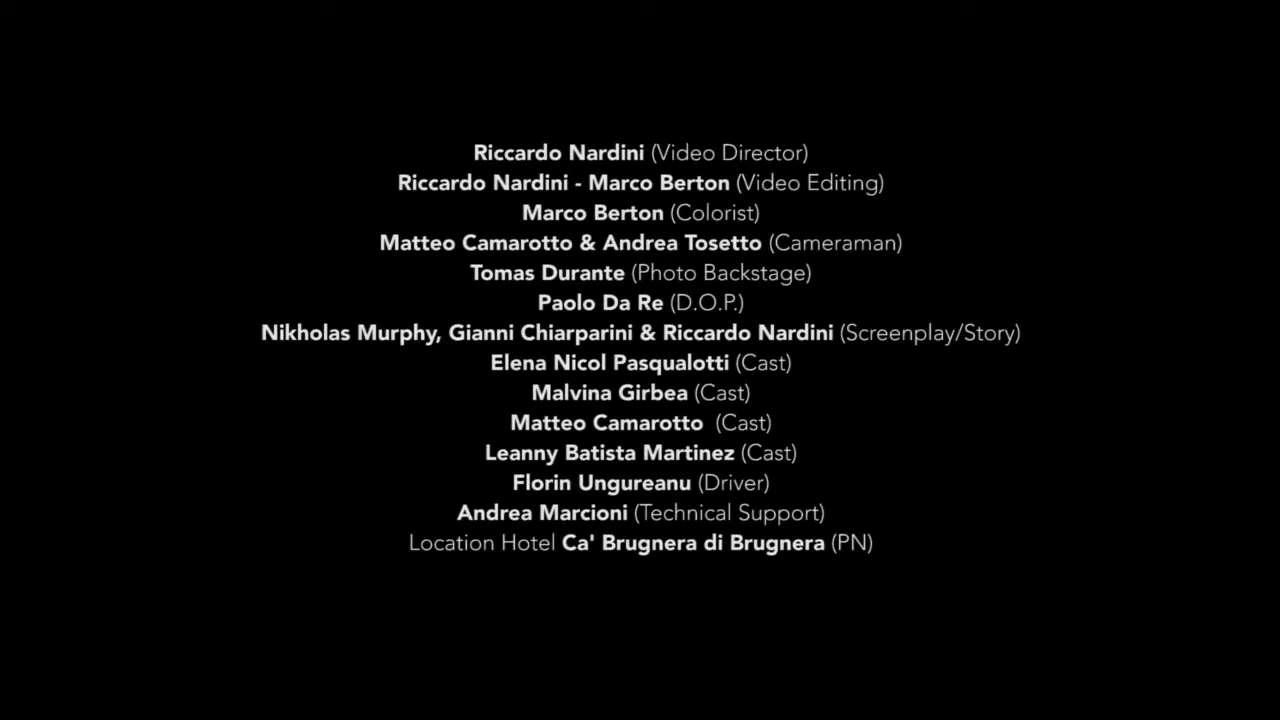 Riccardo Nardini (Video Director)
Riccardo Nardini - Marco Berton (Video Editing)
Marco Berton (Colorist)
Matteo Camarotto & Andrea Tosetto (Cameraman)
Tomas Durante (Photo Backstage)
Paolo Da Re (D.O.P.)
Nikholas Murphy, Gianni Chiarparini & Riccardo Nardini (Screenplay/Story)
Elena Nicol Pasqualotti (Cast)
Malvina Girbea (Cast)
Matteo Camarotto  (Cast)
Leanny Batista Martinez (Cast)
Florin Ungureanu (Driver)
Andrea Marcioni (Technical Support)
Location Hotel Ca' Brugnera di Brugnera (PN)